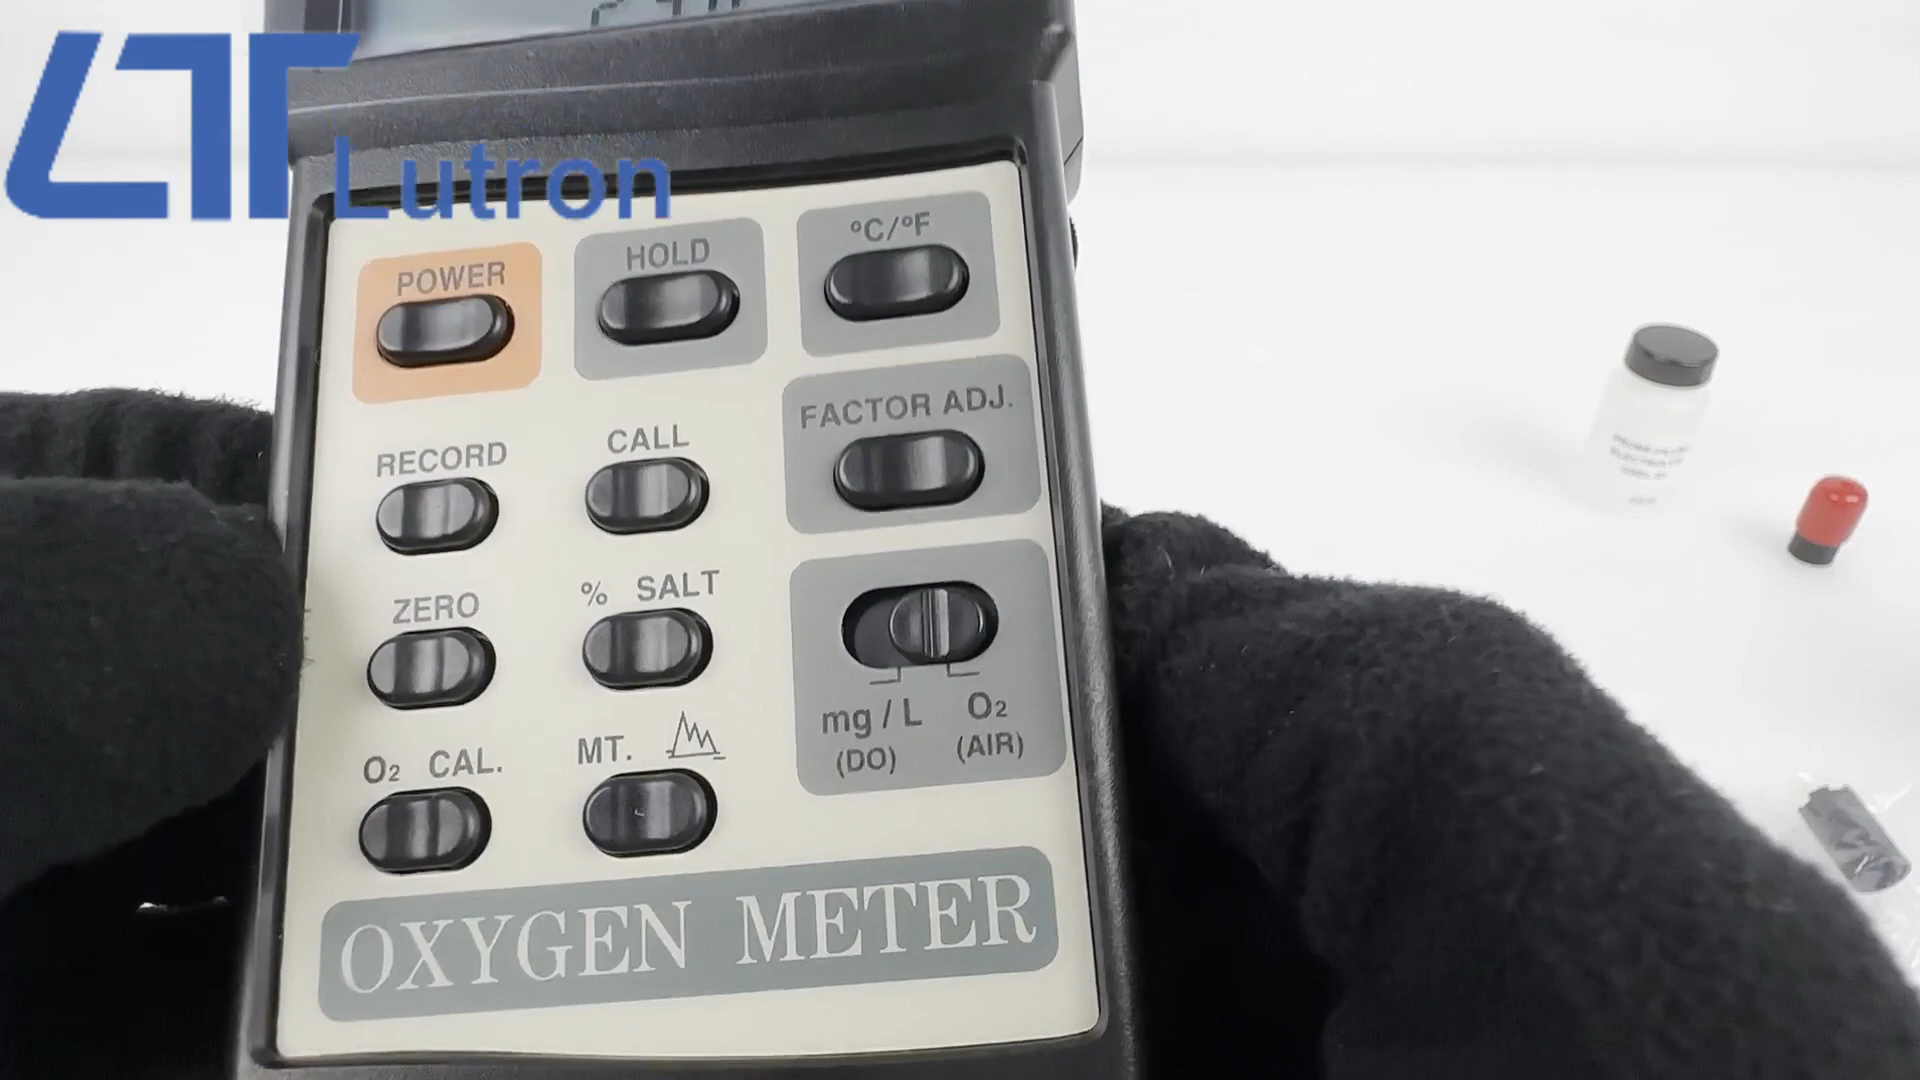 Lutron
POWER
HOLD
°C/°F
RECORD
CALL
FACTOR ADJ.
ZERO
% SALT
mg / L
O2
(DO)
(AIR)
O2 CAL.
MT.
OXYGEN METER